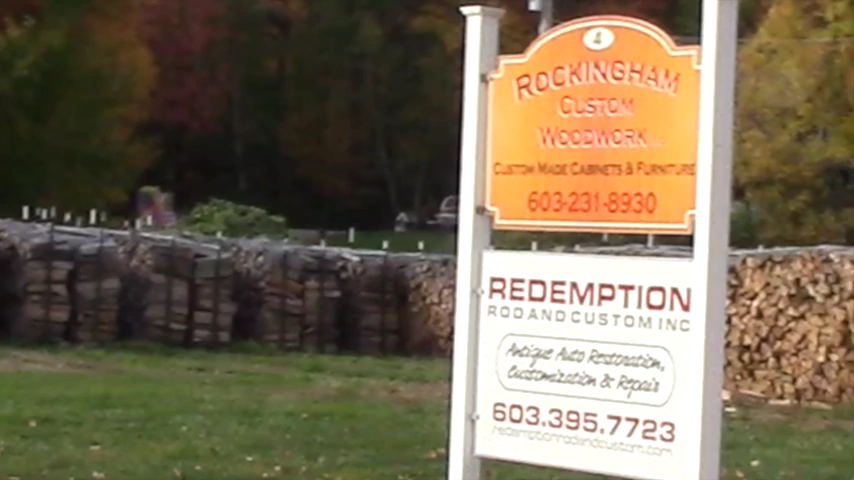 4
ROCKINGHAM
CUSTOM
WOODWORK
CUSTOM MADE CABINETS & FURNITURE
603-231-8930
REDEMPTION
ROD AND CUSTOM INC
Antique Auto Restoration,
Customization & Repair
603.395.7723
redemptionrodandcustom.com